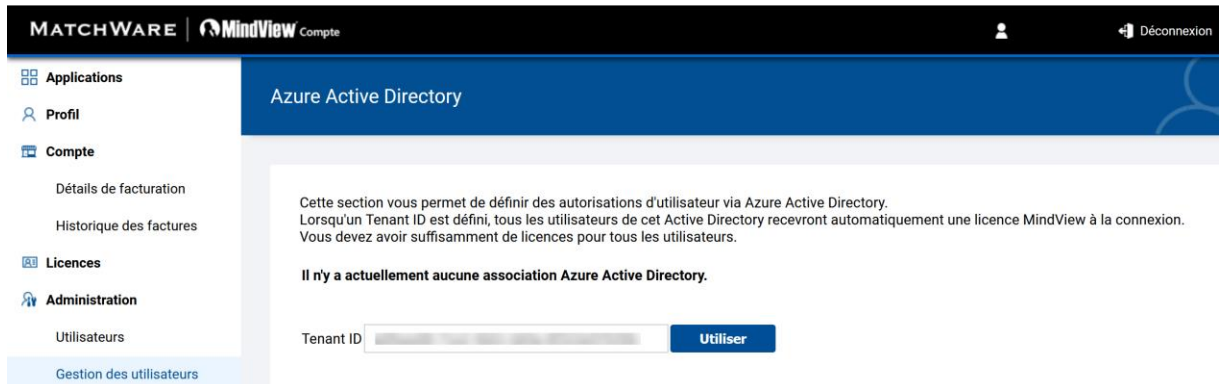 MATCHWARE MindView Compte
Déconnexion
Applications
Profil
Compte
Détails de facturation
Historique des factures
Licences
Administration
Utilisateurs
Gestion des utilisateurs
Azure Active Directory
Cette section vous permet de définir des autorisations d'utilisateur via Azure Active Directory.
Lorsqu'un Tenant ID est défini, tous les utilisateurs de cet Active Directory recevront automatiquement une licence MindView à la connexion.
Vous devez avoir suffisamment de licences pour tous les utilisateurs.
Il n'y a actuellement aucune association Azure Active Directory.
Tenant ID
Utiliser